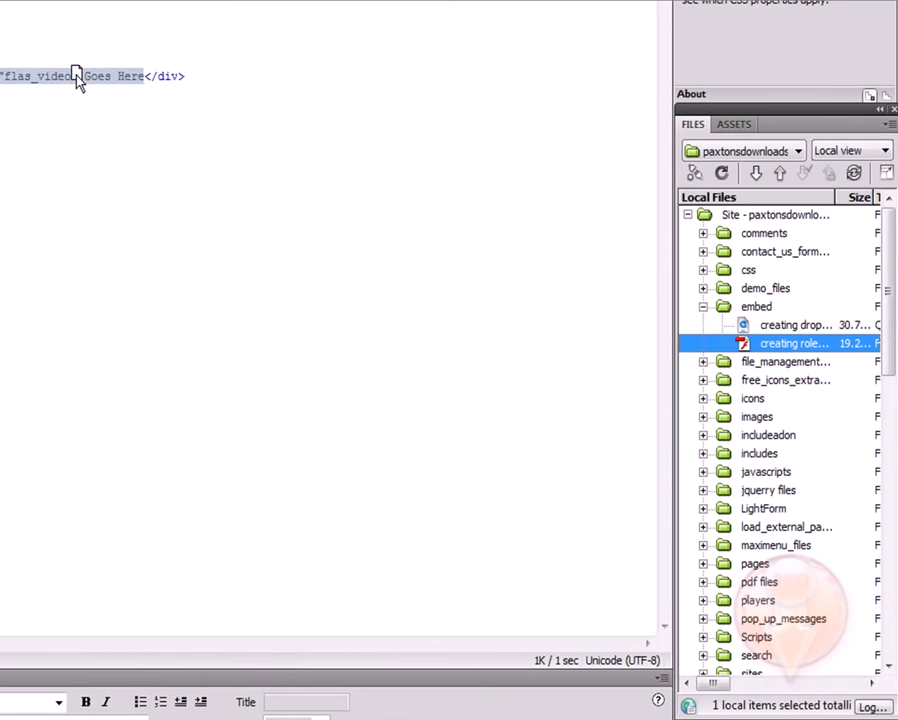 see which CSS properties apply.
"flas_video" Goes Here</div>
About
FILES ASSETS
paxtonsdownloads Local view
Local Files Size T
Site - paxtonsdownlo... F
comments F
contact_us_form... F
css F
demo_files F
embed F
creating drop... 30.7... Q
creating role... 19.2... F
file_management... F
free_icons_extra... F
icons F
images F
includeadon F
includes F
javascripts F
jquerry files F
LightForm F
load_external_pa... F
maximenu_files F
pages F
pdf files F
players F
pop_up_messages F
Scripts F
search F
sites F
1K / 1 sec Unicode (UTF-8)
B I Title
1 local items selected totalli Log...